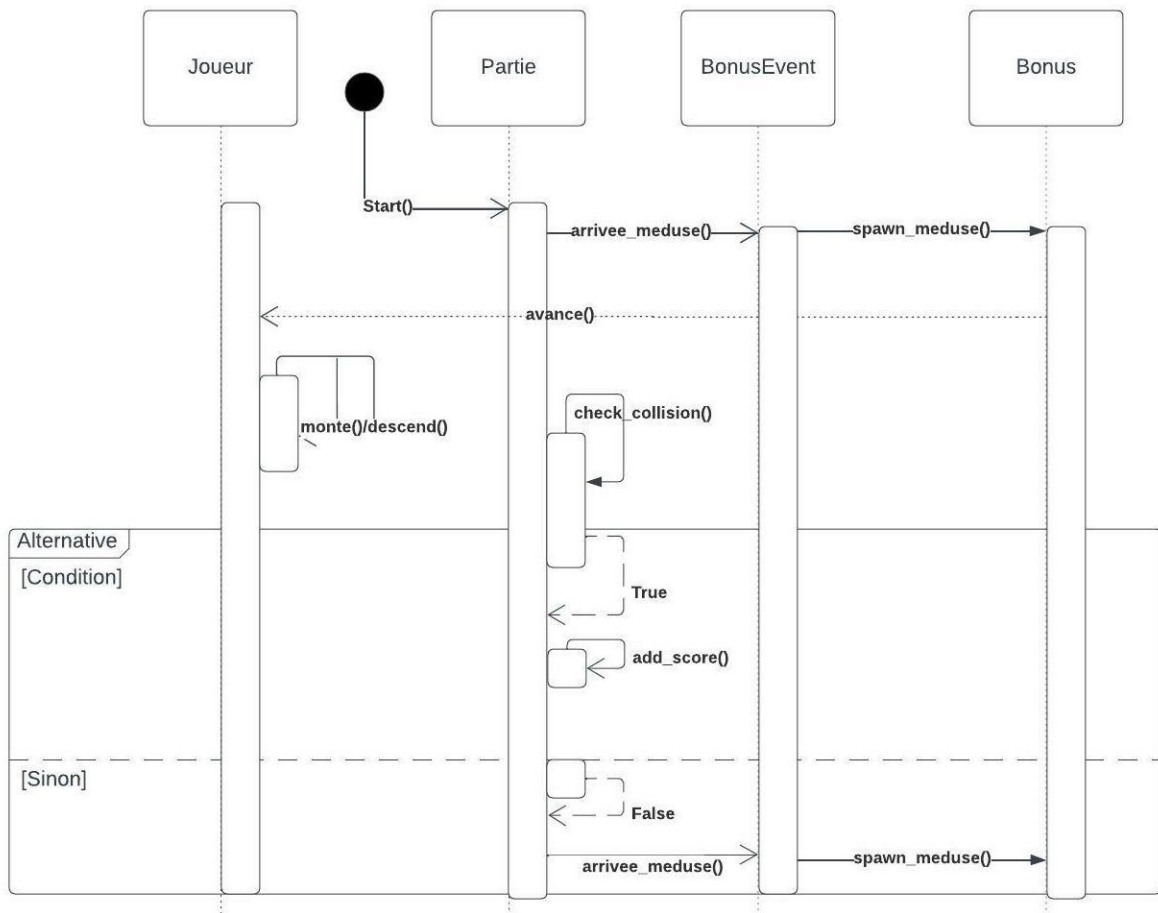 Joueur
Partie
BonusEvent
Bonus
Start()
arrivee_meduse()
spawn_meduse()
avance()
monte()/descend()
check_collision()
Alternative
[Condition]
True
add_score()
[Sinon]
False
arrivee_meduse()
spawn_meduse()